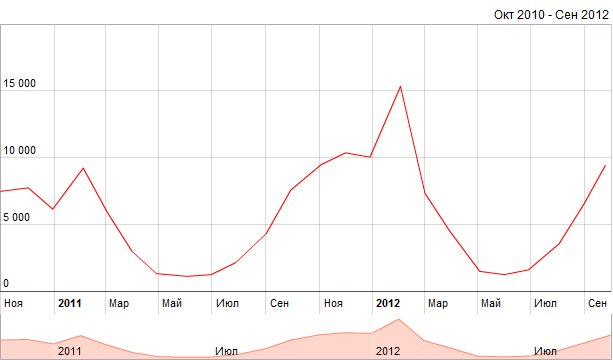 Окт 2010 - Сен 2012
15 000
10 000
5 000
0
Ноя 2011 Мар Май Июл Сен Ноя 2012 Мар Май Июл Сен
2011 Июл 2012 Июл